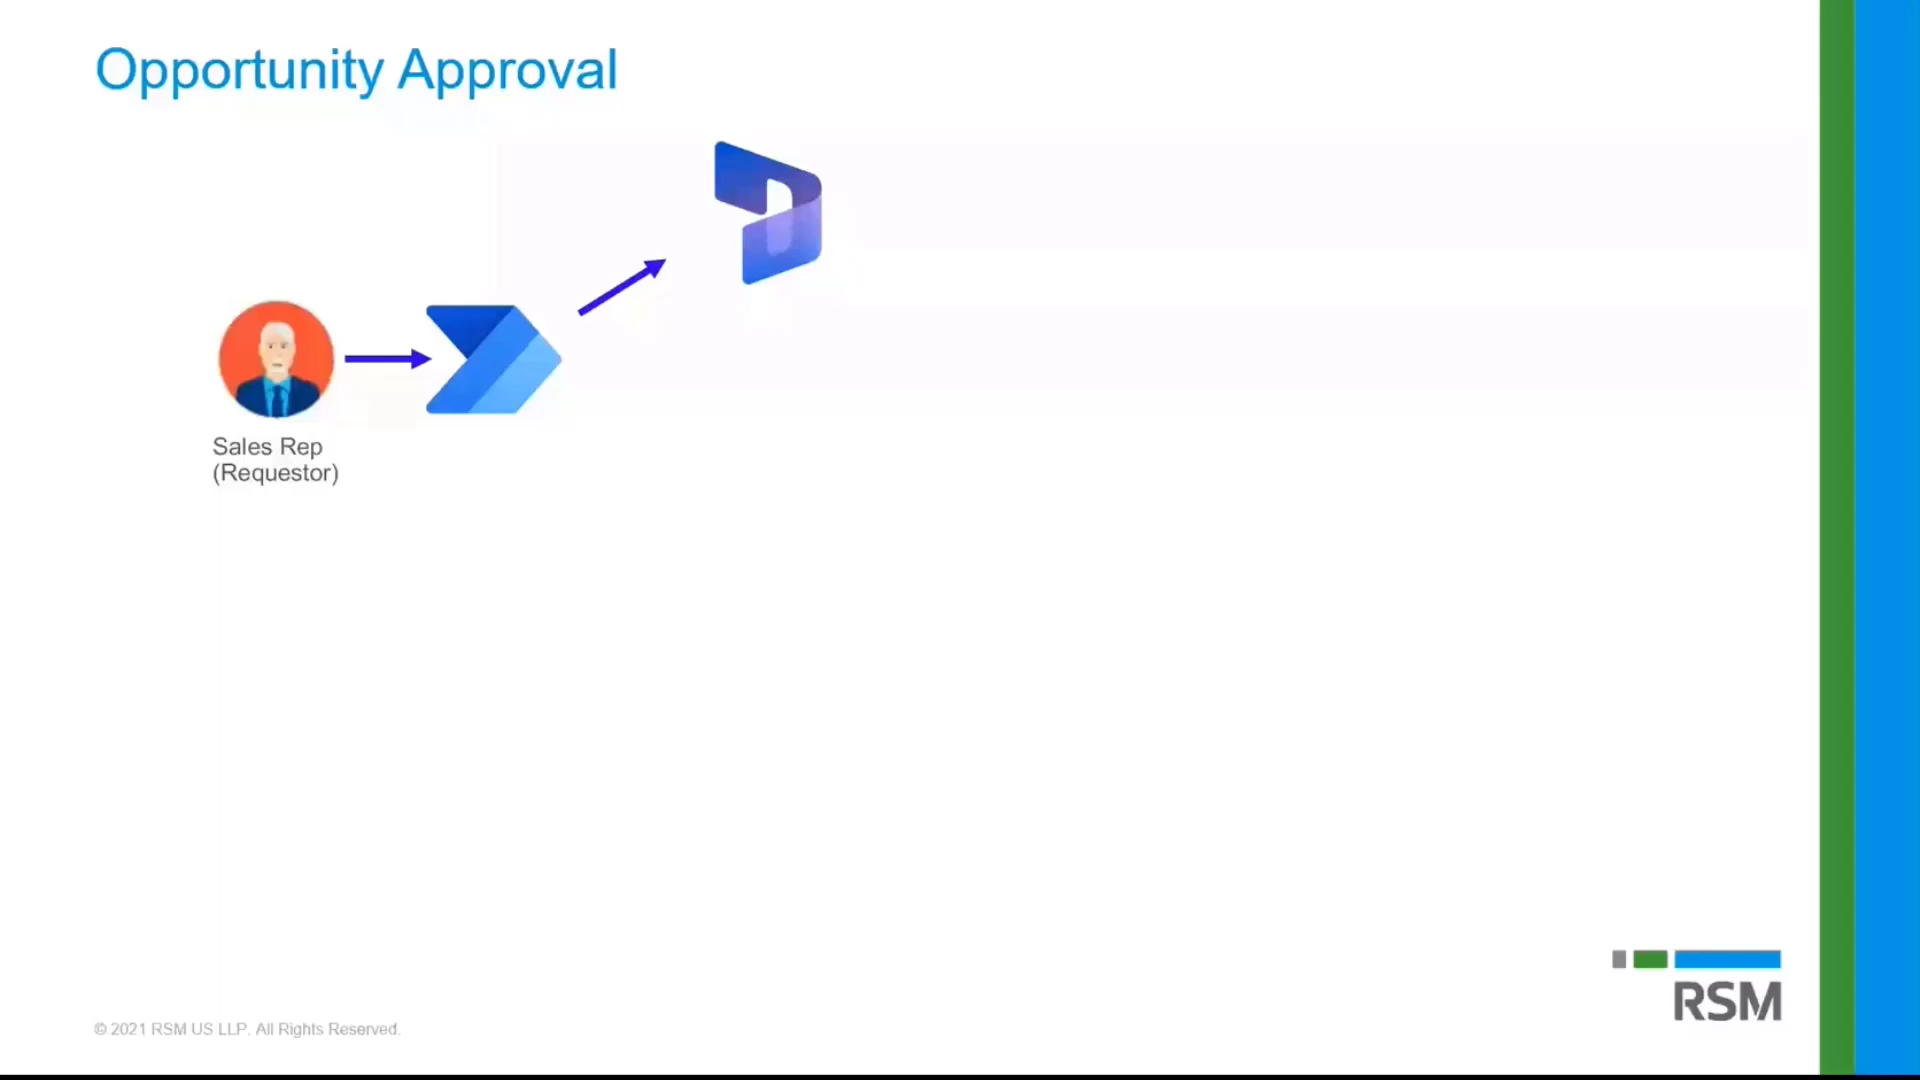 Opportunity Approval
Sales Rep
(Requestor)
© 2021 RSM US LLP. All Rights Reserved.
RSM